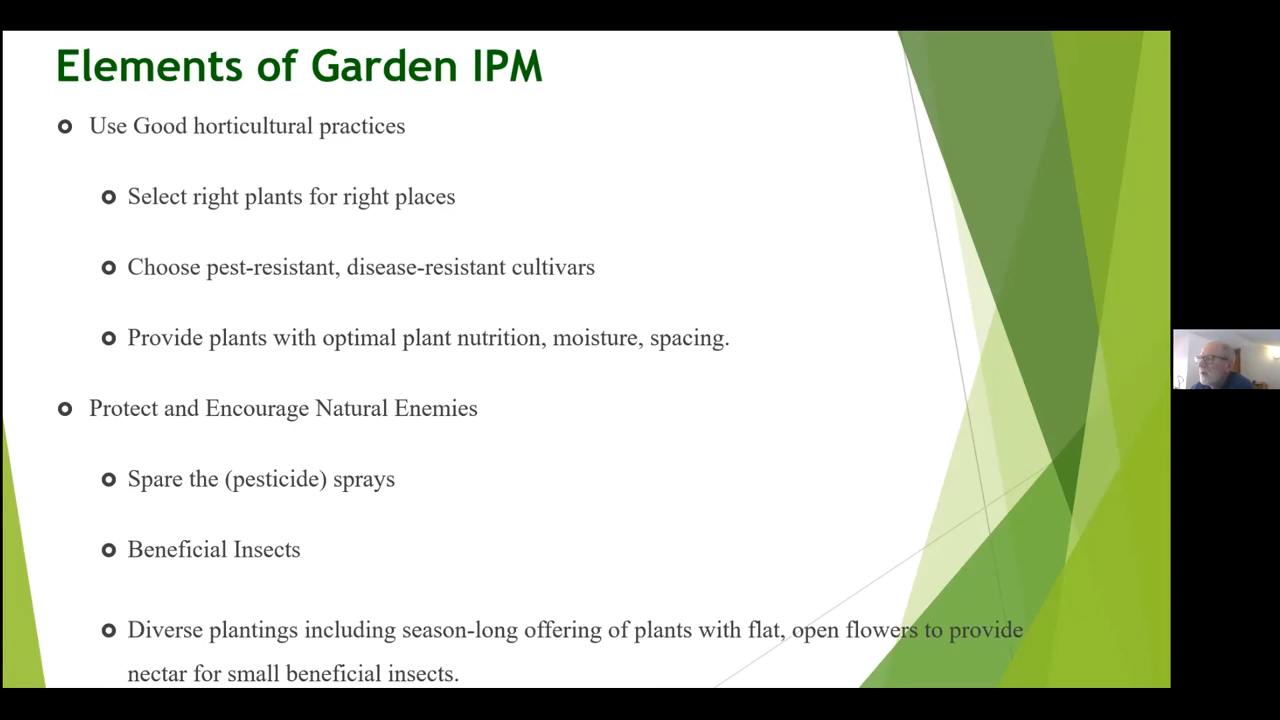 Elements of Garden IPM
Use Good horticultural practices
Select right plants for right places
Choose pest-resistant, disease-resistant cultivars
Provide plants with optimal plant nutrition, moisture, spacing.
Protect and Encourage Natural Enemies
Spare the (pesticide) sprays
Beneficial Insects
Diverse plantings including season-long offering of plants with flat, open flowers to provide
nectar for small beneficial insects.